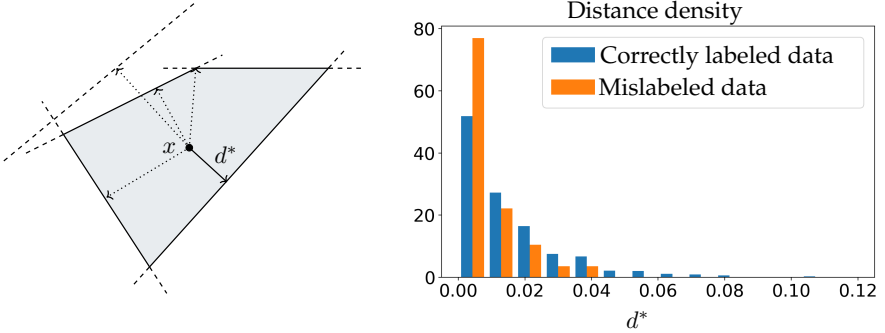 x
d*
Distance density
Correctly labeled data
Mislabeled data
80
60
40
20
0
0.00 0.02 0.04 0.06 0.08 0.10 0.12
d*